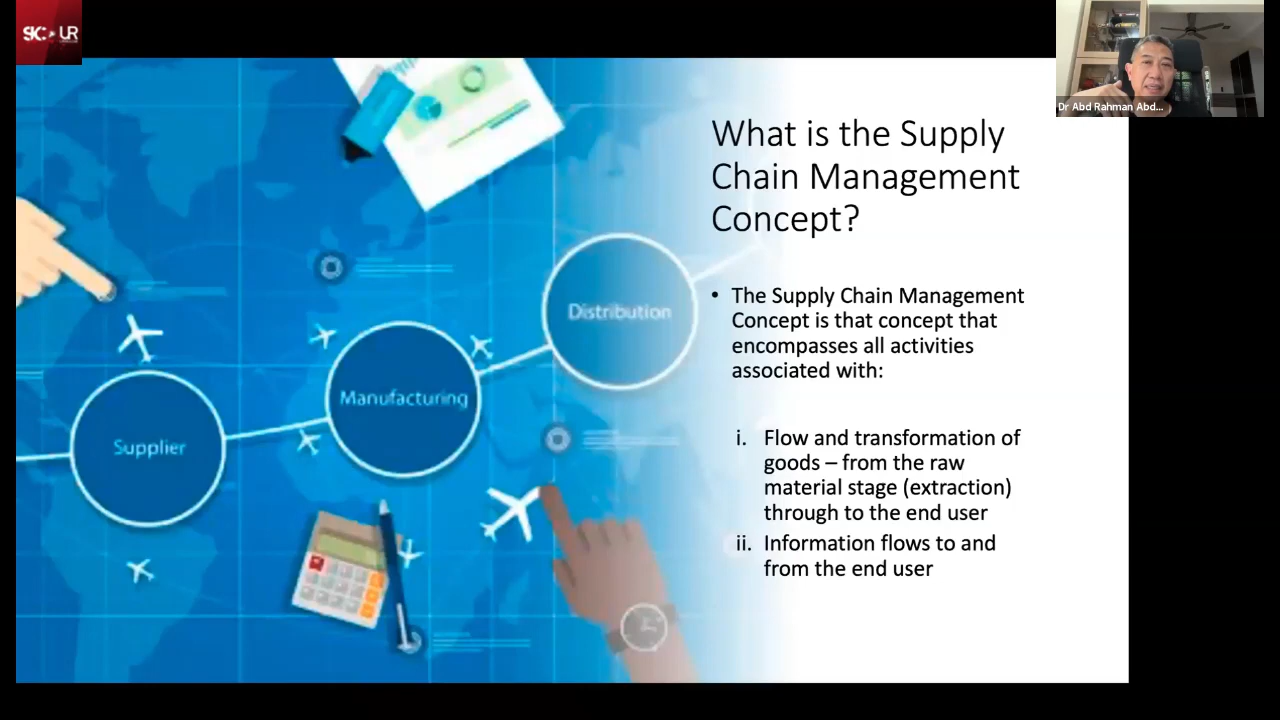 Dr Abd Rahman Abd...
What is the Supply
Chain Management
Concept?
• The Supply Chain Management
Concept is that concept that
encompasses all activities
associated with:
i. Flow and transformation of
goods – from the raw
material stage (extraction)
through to the end user
ii. Information flows to and
from the end user
Distribution
Manufacturing
Supplier